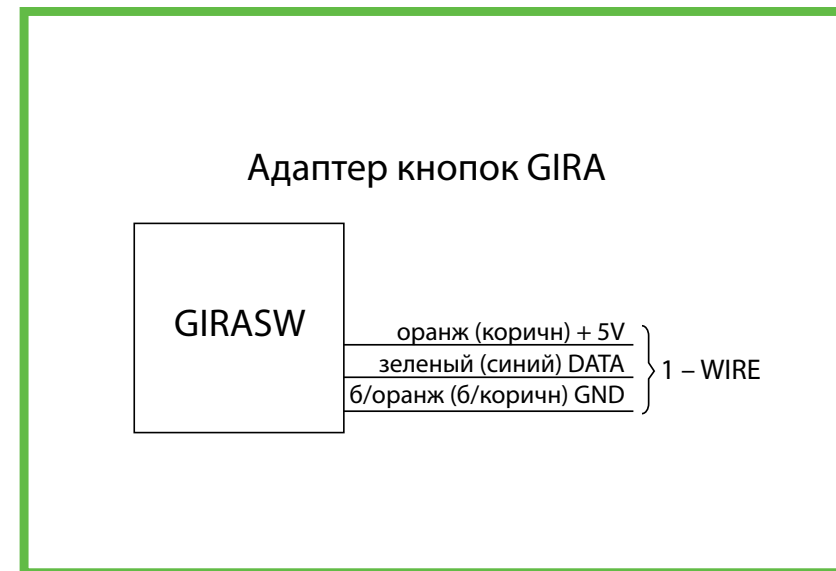 Адаптер кнопок GIRA
GIRASW
оранж (коричн) + 5V
зеленый (синий) DATA
б/оранж (б/коричн) GND
1 – WIRE